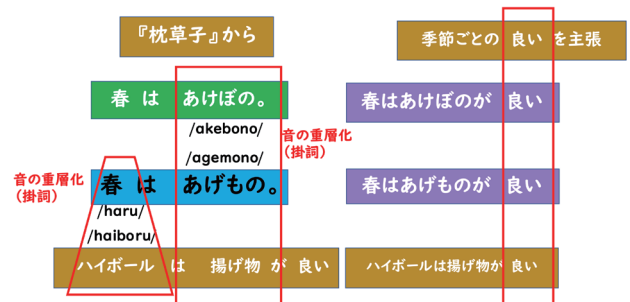 『枕草子』から
季節ごとの 良い を主張
春 は あけぼの。
春はあけぼのが 良い
/akebono/
音の重層化
(掛詞)
/agemono/
音の重層化
(掛詞)
春 は あげもの。
春はあげものが 良い
/haru/
/haiboru/
ハイボール は 揚げ物 が 良い
ハイボールは揚げ物が 良い